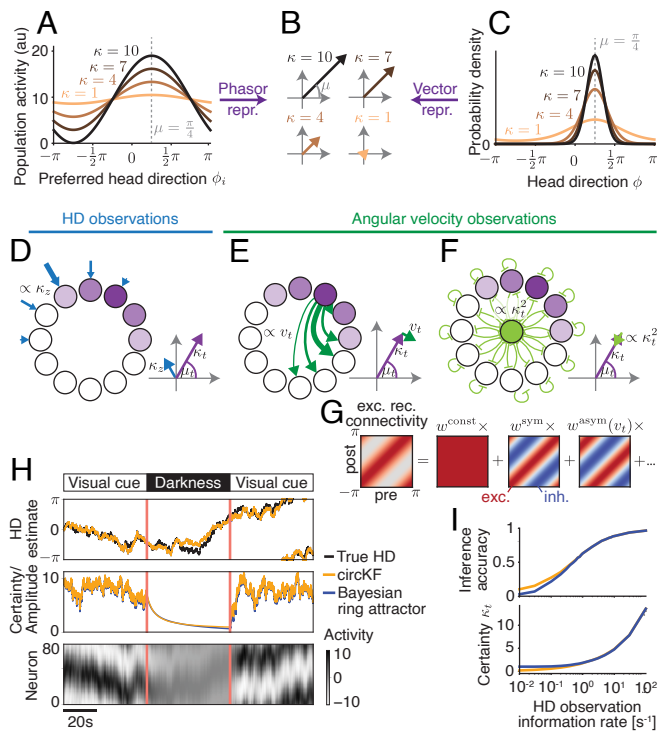 A
Population activity (au)
20
10
0
κ = 10
κ = 7
κ = 4
κ = 1
μ = π/4
−π
−½π
0
½π
π
Preferred head direction ϕi
Phasor
repr.
B
κ = 10
μ
κ = 7
κ = 4
κ = 1
Vector
repr.
C
Probability density
μ = π/4
κ = 10
κ = 7
κ = 4
κ = 1
0
−π
−½π
0
½π
π
Head direction ϕ
HD observations
Angular velocity observations
D
∝ κz
κz
κt
μt
E
∝ vt
vt
κt
μt
F
∝ κt²
∝ κt²
κt
μt
G
exc. rec.
connectivity
π
post
−π
pre
π
=
wconst ×
+
wsym ×
+
wasym(vt) ×
+...
exc.
inh.
H
Visual cue
Darkness
Visual cue
HD
estimate
π
0
−π
Certainty/
Amplitude
10
0
Neuron
80
0
20s
True HD
circKF
Bayesian
ring attractor
Activity
10
0
−10
I
Inference
accuracy
1
0.5
0
Certainty κt
10
5
0
10⁻²
10⁻¹
10⁰
10¹
10²
HD observation
information rate [s⁻¹]